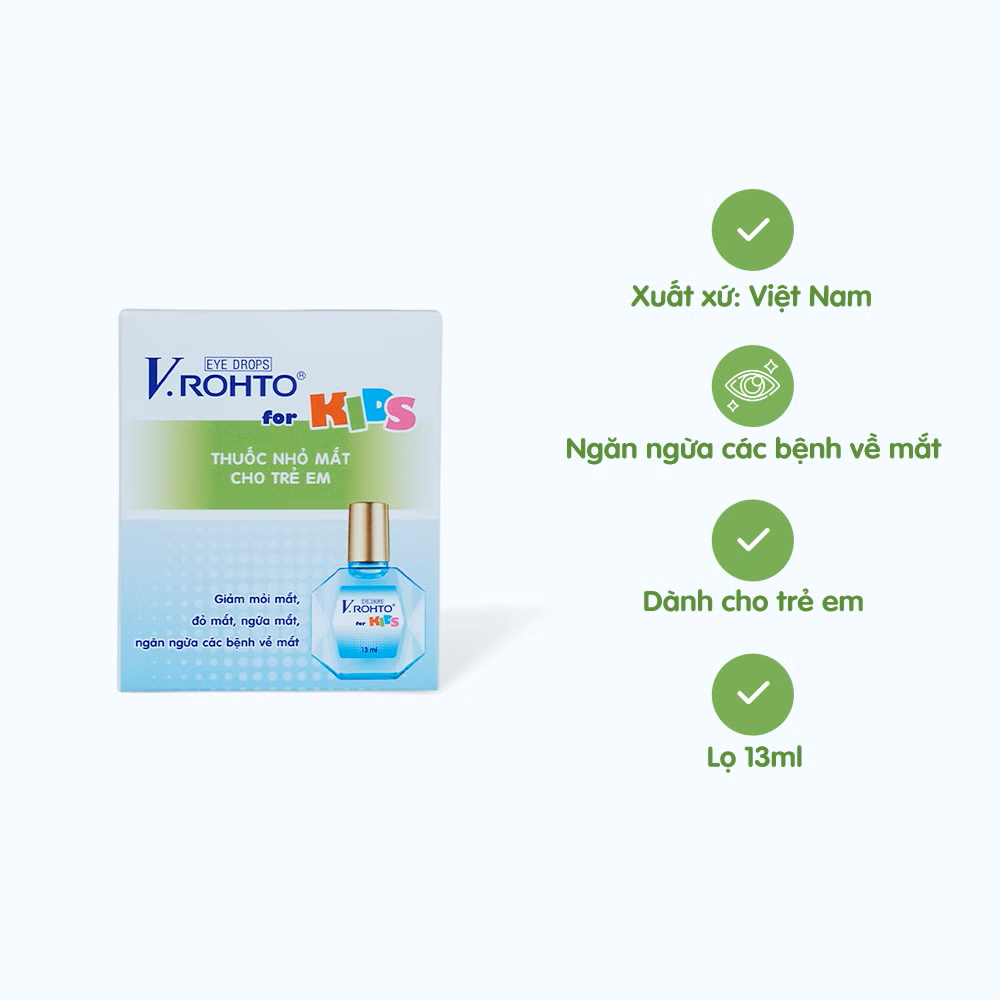 EYE DROPS
V.ROHTO®
for KIDS
THUỐC NHỎ MẮT
CHO TRẺ EM
Giảm mỏi mắt,
đỏ mắt, ngứa mắt,
ngăn ngừa các bệnh về mắt
EYE DROPS
V.ROHTO®
for KIDS
13 ml
Xuất xứ: Việt Nam
Ngăn ngừa các bệnh về mắt
Dành cho trẻ em
Lọ 13ml